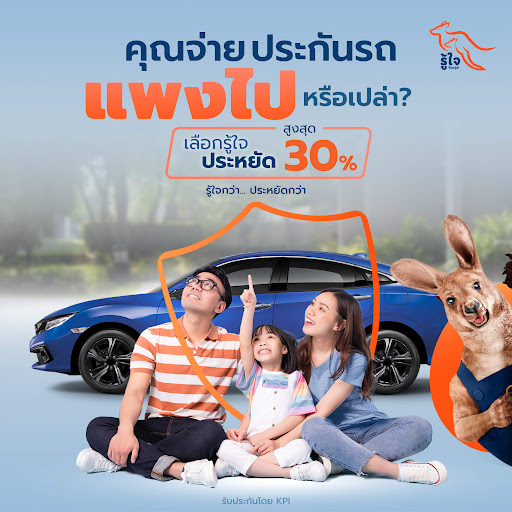 คุณจ่าย ประกันรถ
แพงไป หรือเปล่า?
เลือกรู้ใจ
ประหยัด
สูงสุด
30%
รู้ใจกว่า... ประหยัดกว่า
รู้ใจ
รับประกันโดย KPI